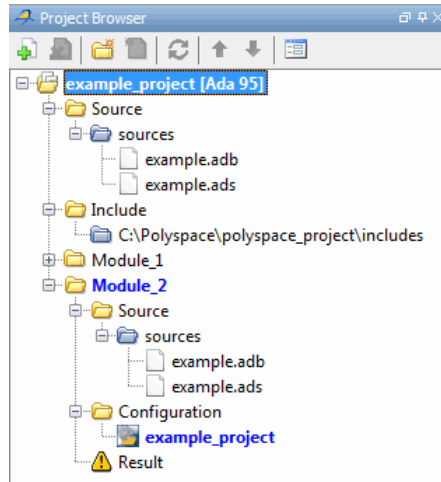 Project Browser
example_project [Ada 95]
Source
sources
example.adb
example.ads
Include
C:\Polyspace\polyspace_project\includes
Module_1
Module_2
Source
sources
example.adb
example.ads
Configuration
example_project
Result